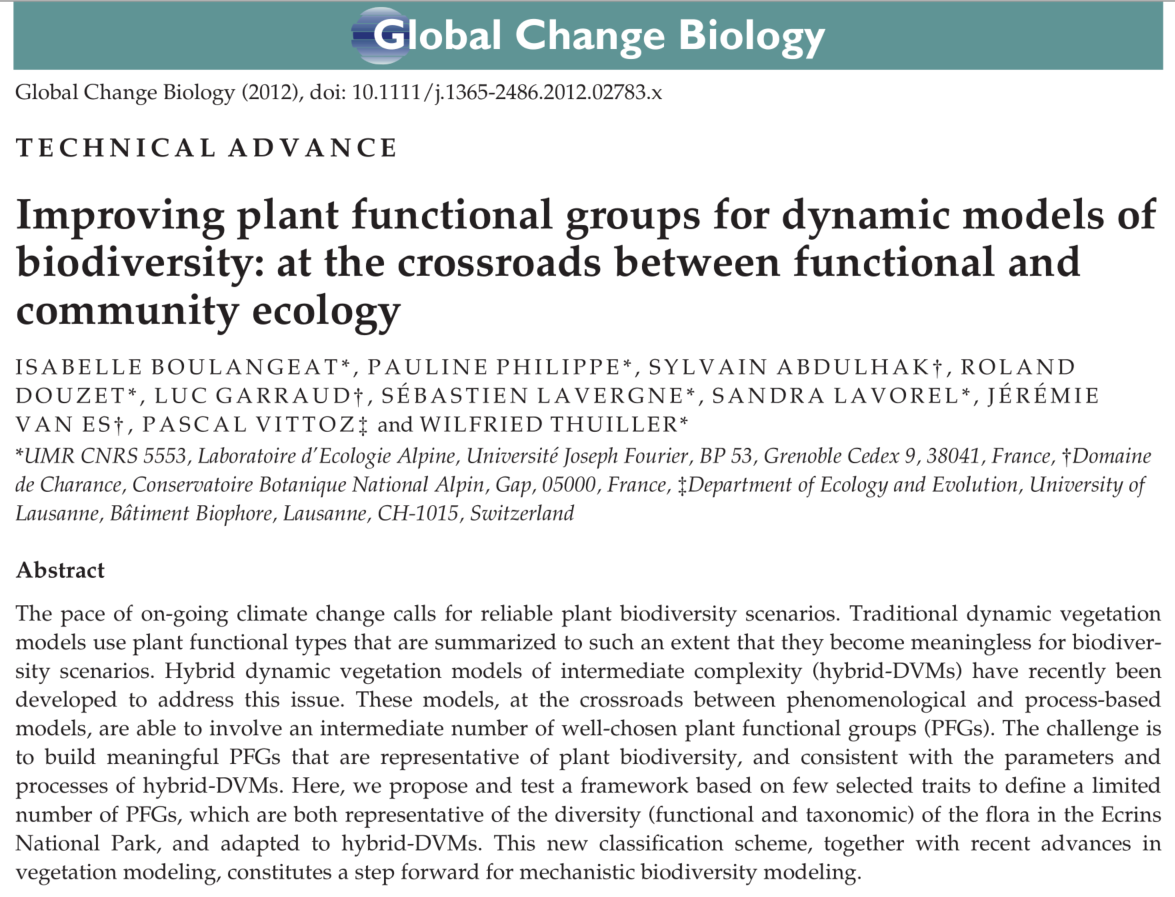 Global Change Biology
Global Change Biology (2012), doi: 10.1111/j.1365-2486.2012.02783.x
TECHNICAL ADVANCE
Improving plant functional groups for dynamic models of
biodiversity: at the crossroads between functional and
community ecology
ISABELLE BOULANGEAT*, PAULINE PHILIPPE*, SYLVAIN ABDULHAK†, ROLAND
DOUZET*, LUC GARRAUD†, SÉBASTIEN LAVERGNE*, SANDRA LAVOREL*, JÉRÉMIE
VAN ES†, PASCAL VITTOZ‡ and WILFRIED THUILLER*
*UMR CNRS 5553, Laboratoire d'Ecologie Alpine, Université Joseph Fourier, BP 53, Grenoble Cedex 9, 38041, France, †Domaine
de Charance, Conservatoire Botanique National Alpin, Gap, 05000, France, ‡Department of Ecology and Evolution, University of
Lausanne, Bâtiment Biophore, Lausanne, CH-1015, Switzerland
Abstract
The pace of on-going climate change calls for reliable plant biodiversity scenarios. Traditional dynamic vegetation
models use plant functional types that are summarized to such an extent that they become meaningless for biodiver-
sity scenarios. Hybrid dynamic vegetation models of intermediate complexity (hybrid-DVMs) have recently been
developed to address this issue. These models, at the crossroads between phenomenological and process-based
models, are able to involve an intermediate number of well-chosen plant functional groups (PFGs). The challenge is
to build meaningful PFGs that are representative of plant biodiversity, and consistent with the parameters and
processes of hybrid-DVMs. Here, we propose and test a framework based on few selected traits to define a limited
number of PFGs, which are both representative of the diversity (functional and taxonomic) of the flora in the Ecrins
National Park, and adapted to hybrid-DVMs. This new classification scheme, together with recent advances in
vegetation modeling, constitutes a step forward for mechanistic biodiversity modeling.